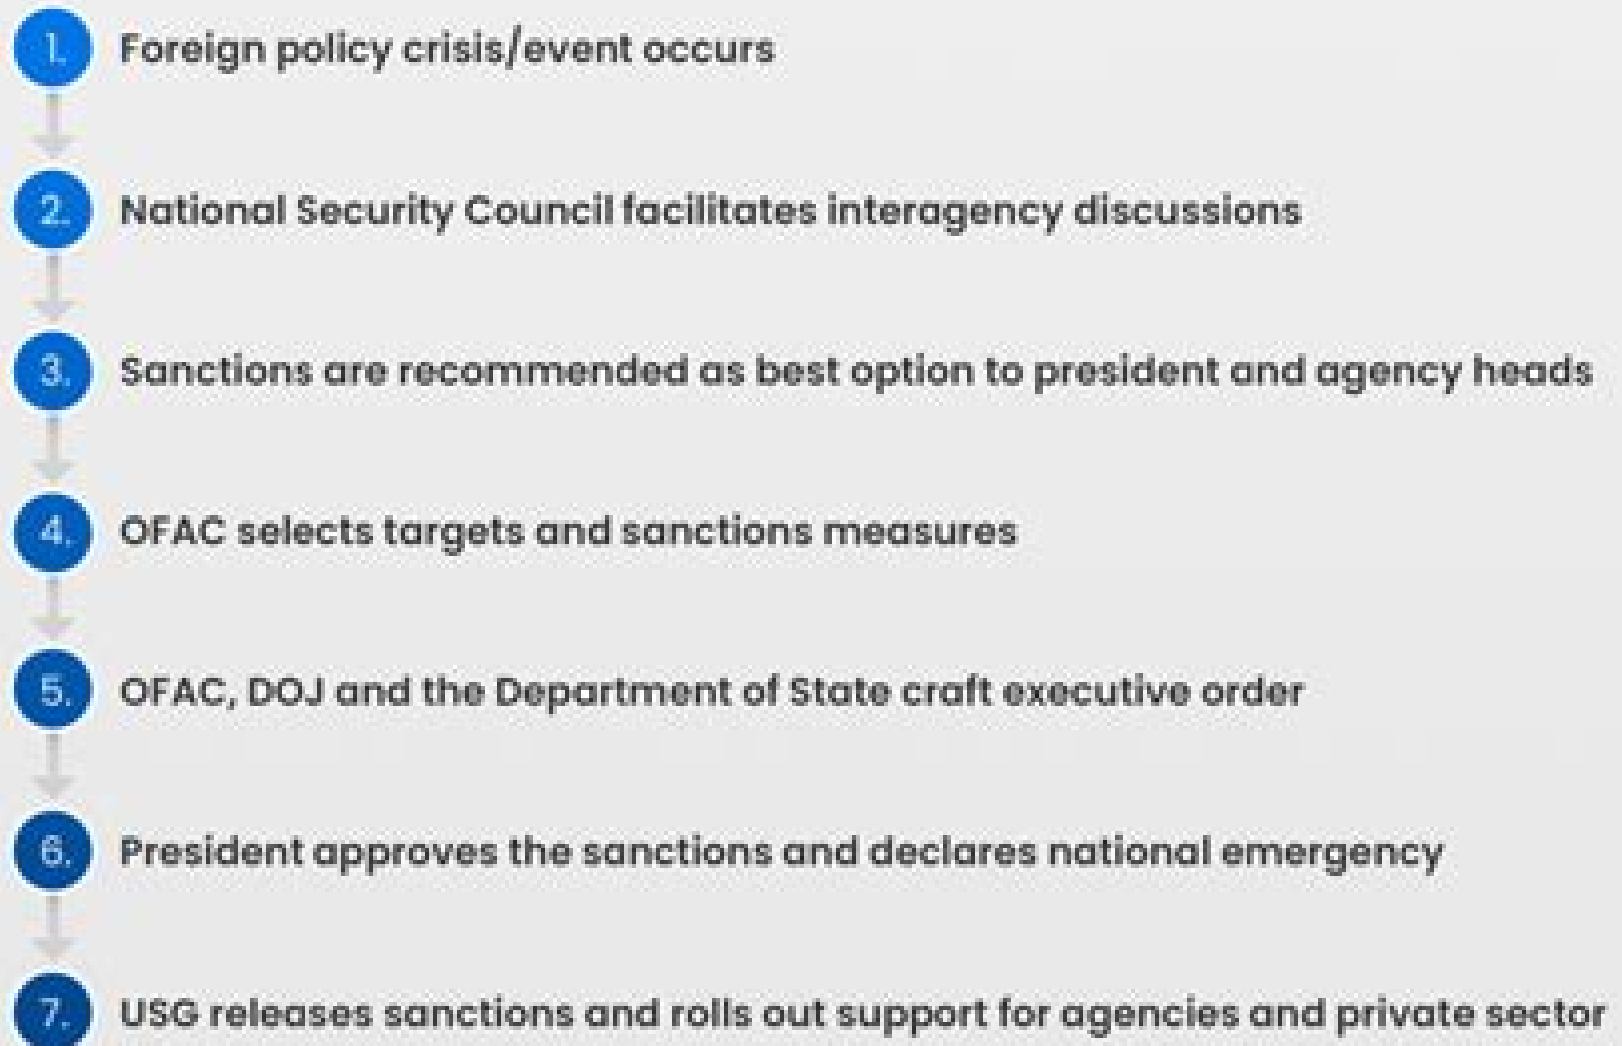 1. Foreign policy crisis/event occurs
2. National Security Council facilitates interagency discussions
3. Sanctions are recommended as best option to president and agency heads
4. OFAC selects targets and sanctions measures
5. OFAC, DOJ and the Department of State craft executive order
6. President approves the sanctions and declares national emergency
7. USG releases sanctions and rolls out support for agencies and private sector